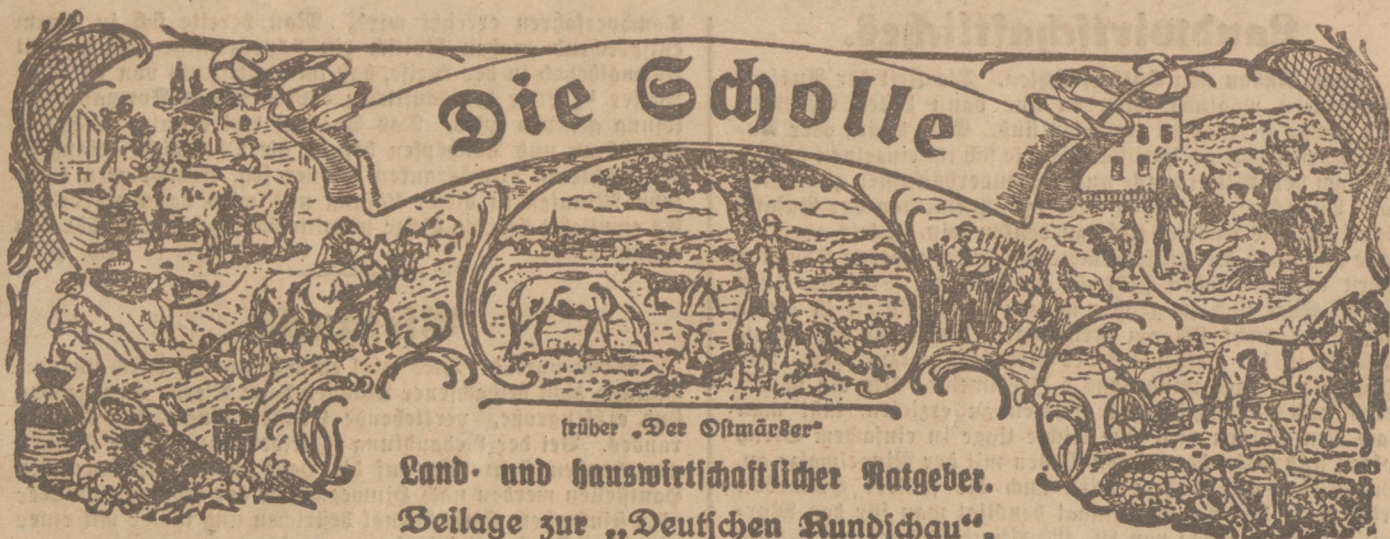 Die Scholle
früher „Der Ostmärker“
Land- und hauswirtschaftlicher Ratgeber.
Beilage zur „Deutschen Rundschau“.